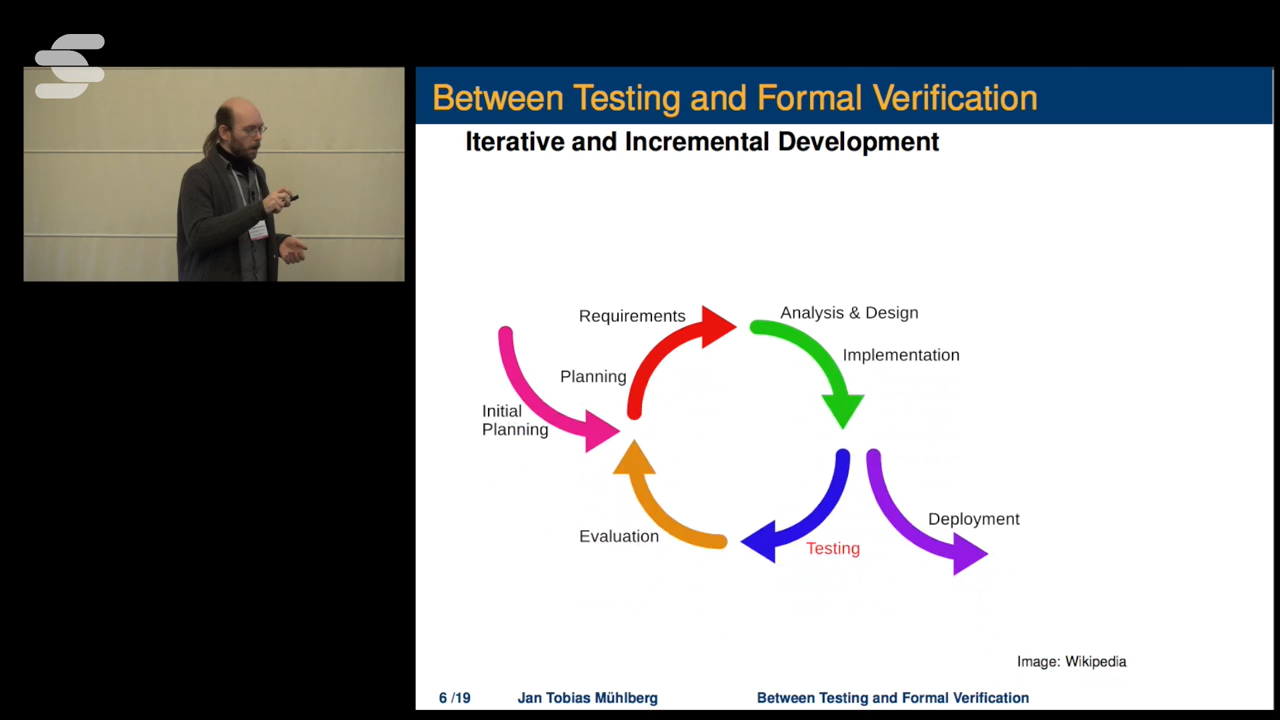 Between Testing and Formal Verification
Iterative and Incremental Development
Requirements
Analysis & Design
Implementation
Planning
Initial
Planning
Evaluation
Testing
Deployment
Image: Wikipedia
6 /19 Jan Tobias Mühlberg Between Testing and Formal Verification